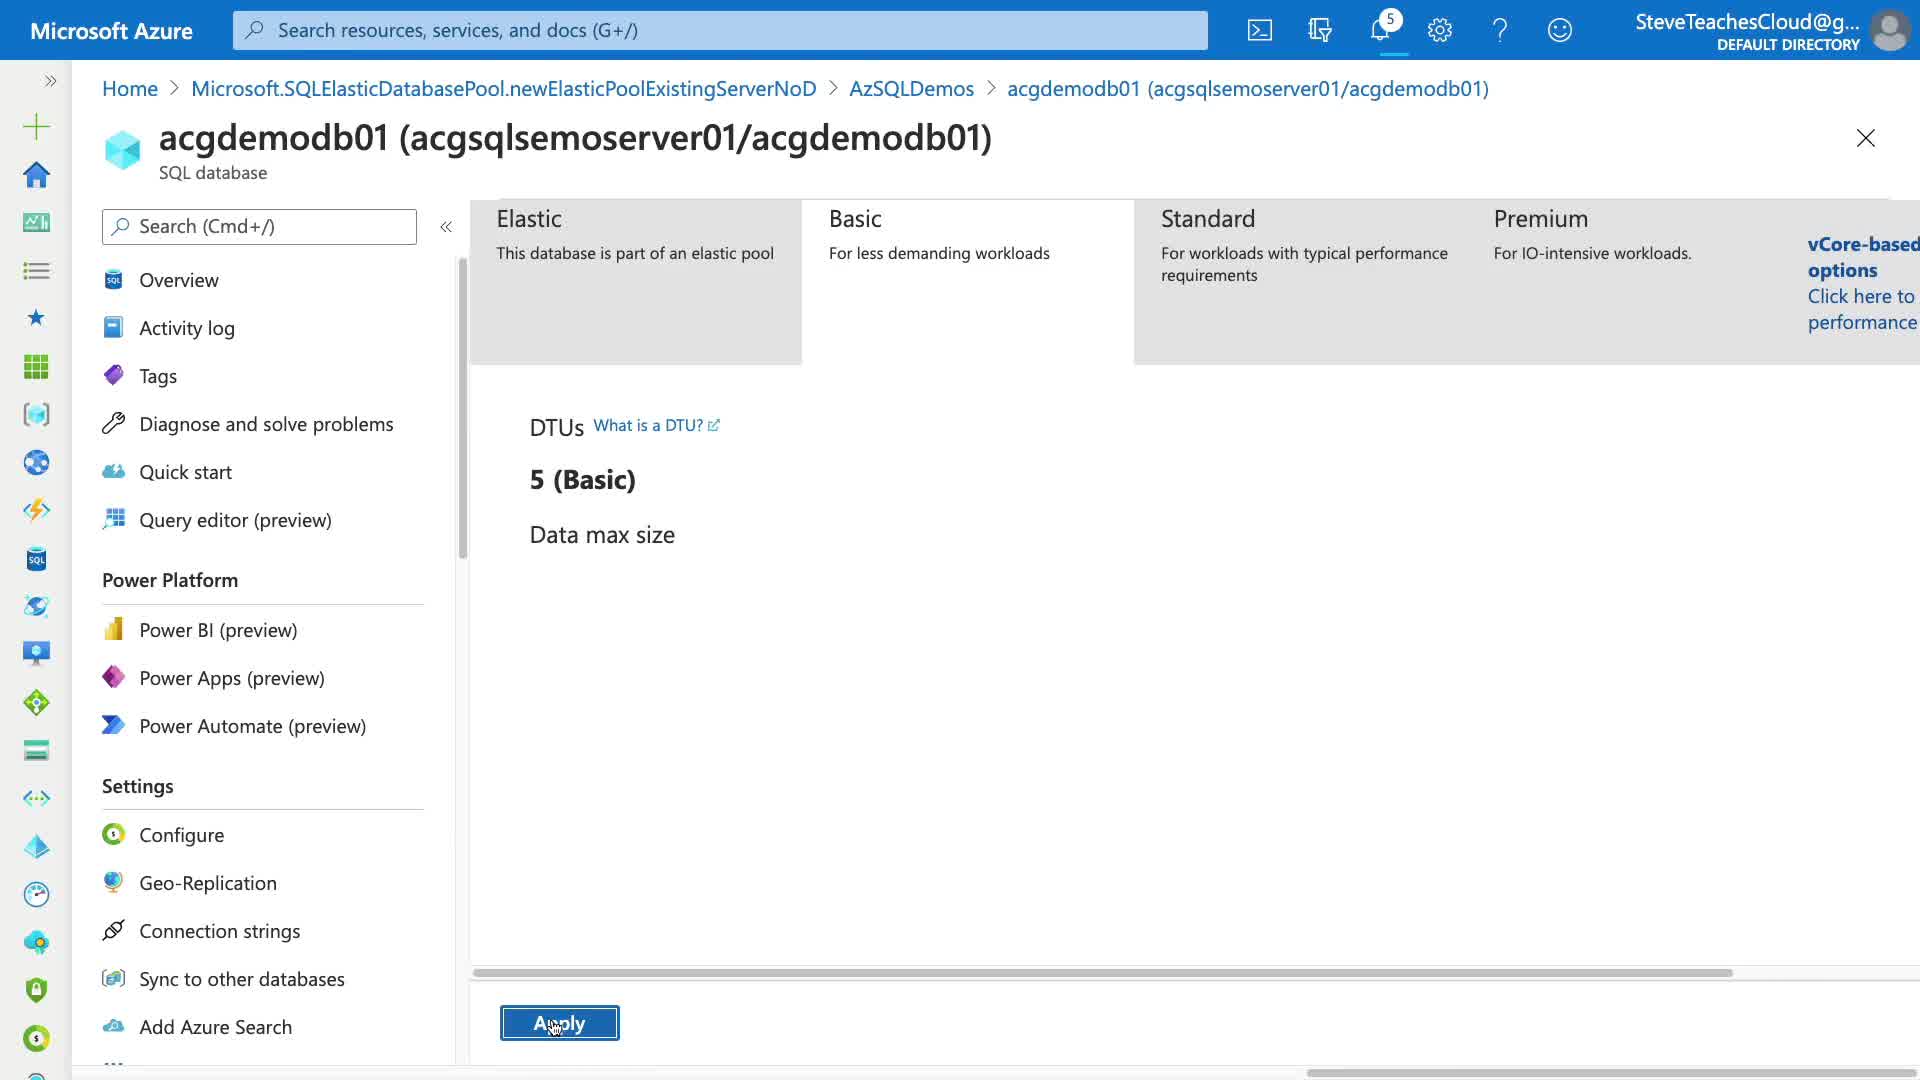 Microsoft Azure
Search resources, services, and docs (G+/)
5
SteveTeachesCloud@g...
DEFAULT DIRECTORY
Home > Microsoft.SQLElasticDatabasePool.newElasticPoolExistingServerNoD > AzSQLDemos > acgdemodb01 (acgsqlsemoserver01/acgdemodb01)
acgdemodb01 (acgsqlsemoserver01/acgdemodb01)
SQL database
Search (Cmd+/)
Overview
Activity log
Tags
Diagnose and solve problems
Quick start
Query editor (preview)
Power Platform
Power BI (preview)
Power Apps (preview)
Power Automate (preview)
Settings
Configure
Geo-Replication
Connection strings
Sync to other databases
Add Azure Search
Elastic
This database is part of an elastic pool
Basic
For less demanding workloads
Standard
For workloads with typical performance
requirements
Premium
For IO-intensive workloads.
vCore-based
options
Click here to
performance
DTUs What is a DTU?
5 (Basic)
Data max size
Apply
SQL
SQL